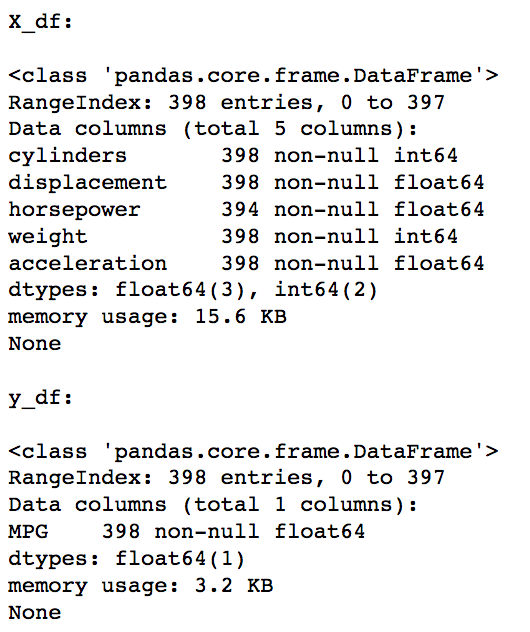 X_df:
<class 'pandas.core.frame.DataFrame'>
RangeIndex: 398 entries, 0 to 397
Data columns (total 5 columns):
cylinders       398 non-null int64
displacement    398 non-null float64
horsepower      394 non-null float64
weight          398 non-null int64
acceleration    398 non-null float64
dtypes: float64(3), int64(2)
memory usage: 15.6 KB
None
y_df:
<class 'pandas.core.frame.DataFrame'>
RangeIndex: 398 entries, 0 to 397
Data columns (total 1 columns):
MPG    398 non-null float64
dtypes: float64(1)
memory usage: 3.2 KB
None